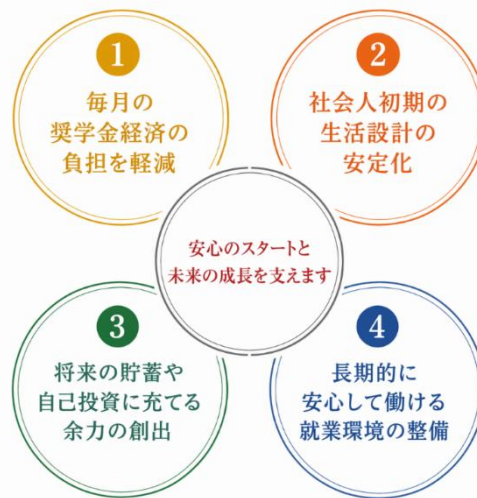 1
毎月の
奨学金経済の
負担を軽減
2
社会人初期の
生活設計の
安定化
安心のスタートと
未来の成長を支えます
3
将来の貯蓄や
自己投資に充てる
余力の創出
4
長期的に
安心して働ける
就業環境の整備